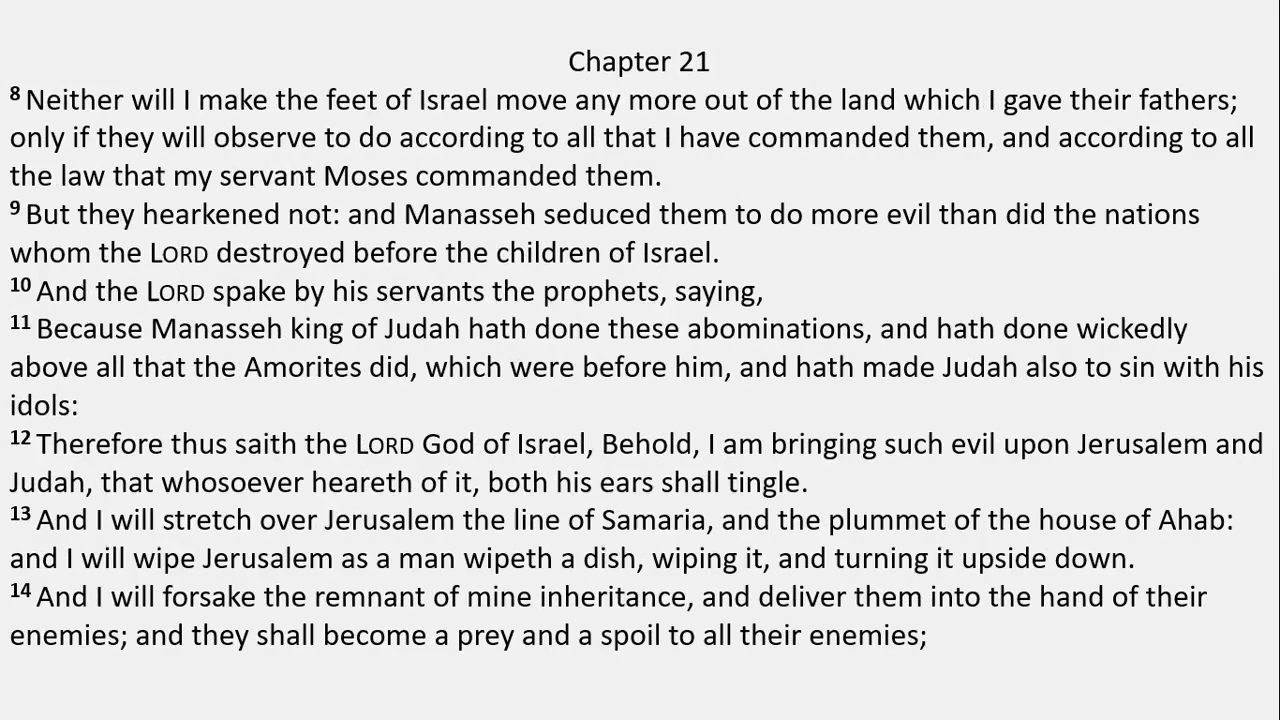 Chapter 21
8 Neither will I make the feet of Israel move any more out of the land which I gave their fathers;
only if they will observe to do according to all that I have commanded them, and according to all
the law that my servant Moses commanded them.
9 But they hearkened not: and Manasseh seduced them to do more evil than did the nations
whom the LORD destroyed before the children of Israel.
10 And the LORD spake by his servants the prophets, saying,
11 Because Manasseh king of Judah hath done these abominations, and hath done wickedly
above all that the Amorites did, which were before him, and hath made Judah also to sin with his
idols:
12 Therefore thus saith the LORD God of Israel, Behold, I am bringing such evil upon Jerusalem and
Judah, that whosoever heareth of it, both his ears shall tingle.
13 And I will stretch over Jerusalem the line of Samaria, and the plummet of the house of Ahab:
and I will wipe Jerusalem as a man wipeth a dish, wiping it, and turning it upside down.
14 And I will forsake the remnant of mine inheritance, and deliver them into the hand of their
enemies; and they shall become a prey and a spoil to all their enemies;